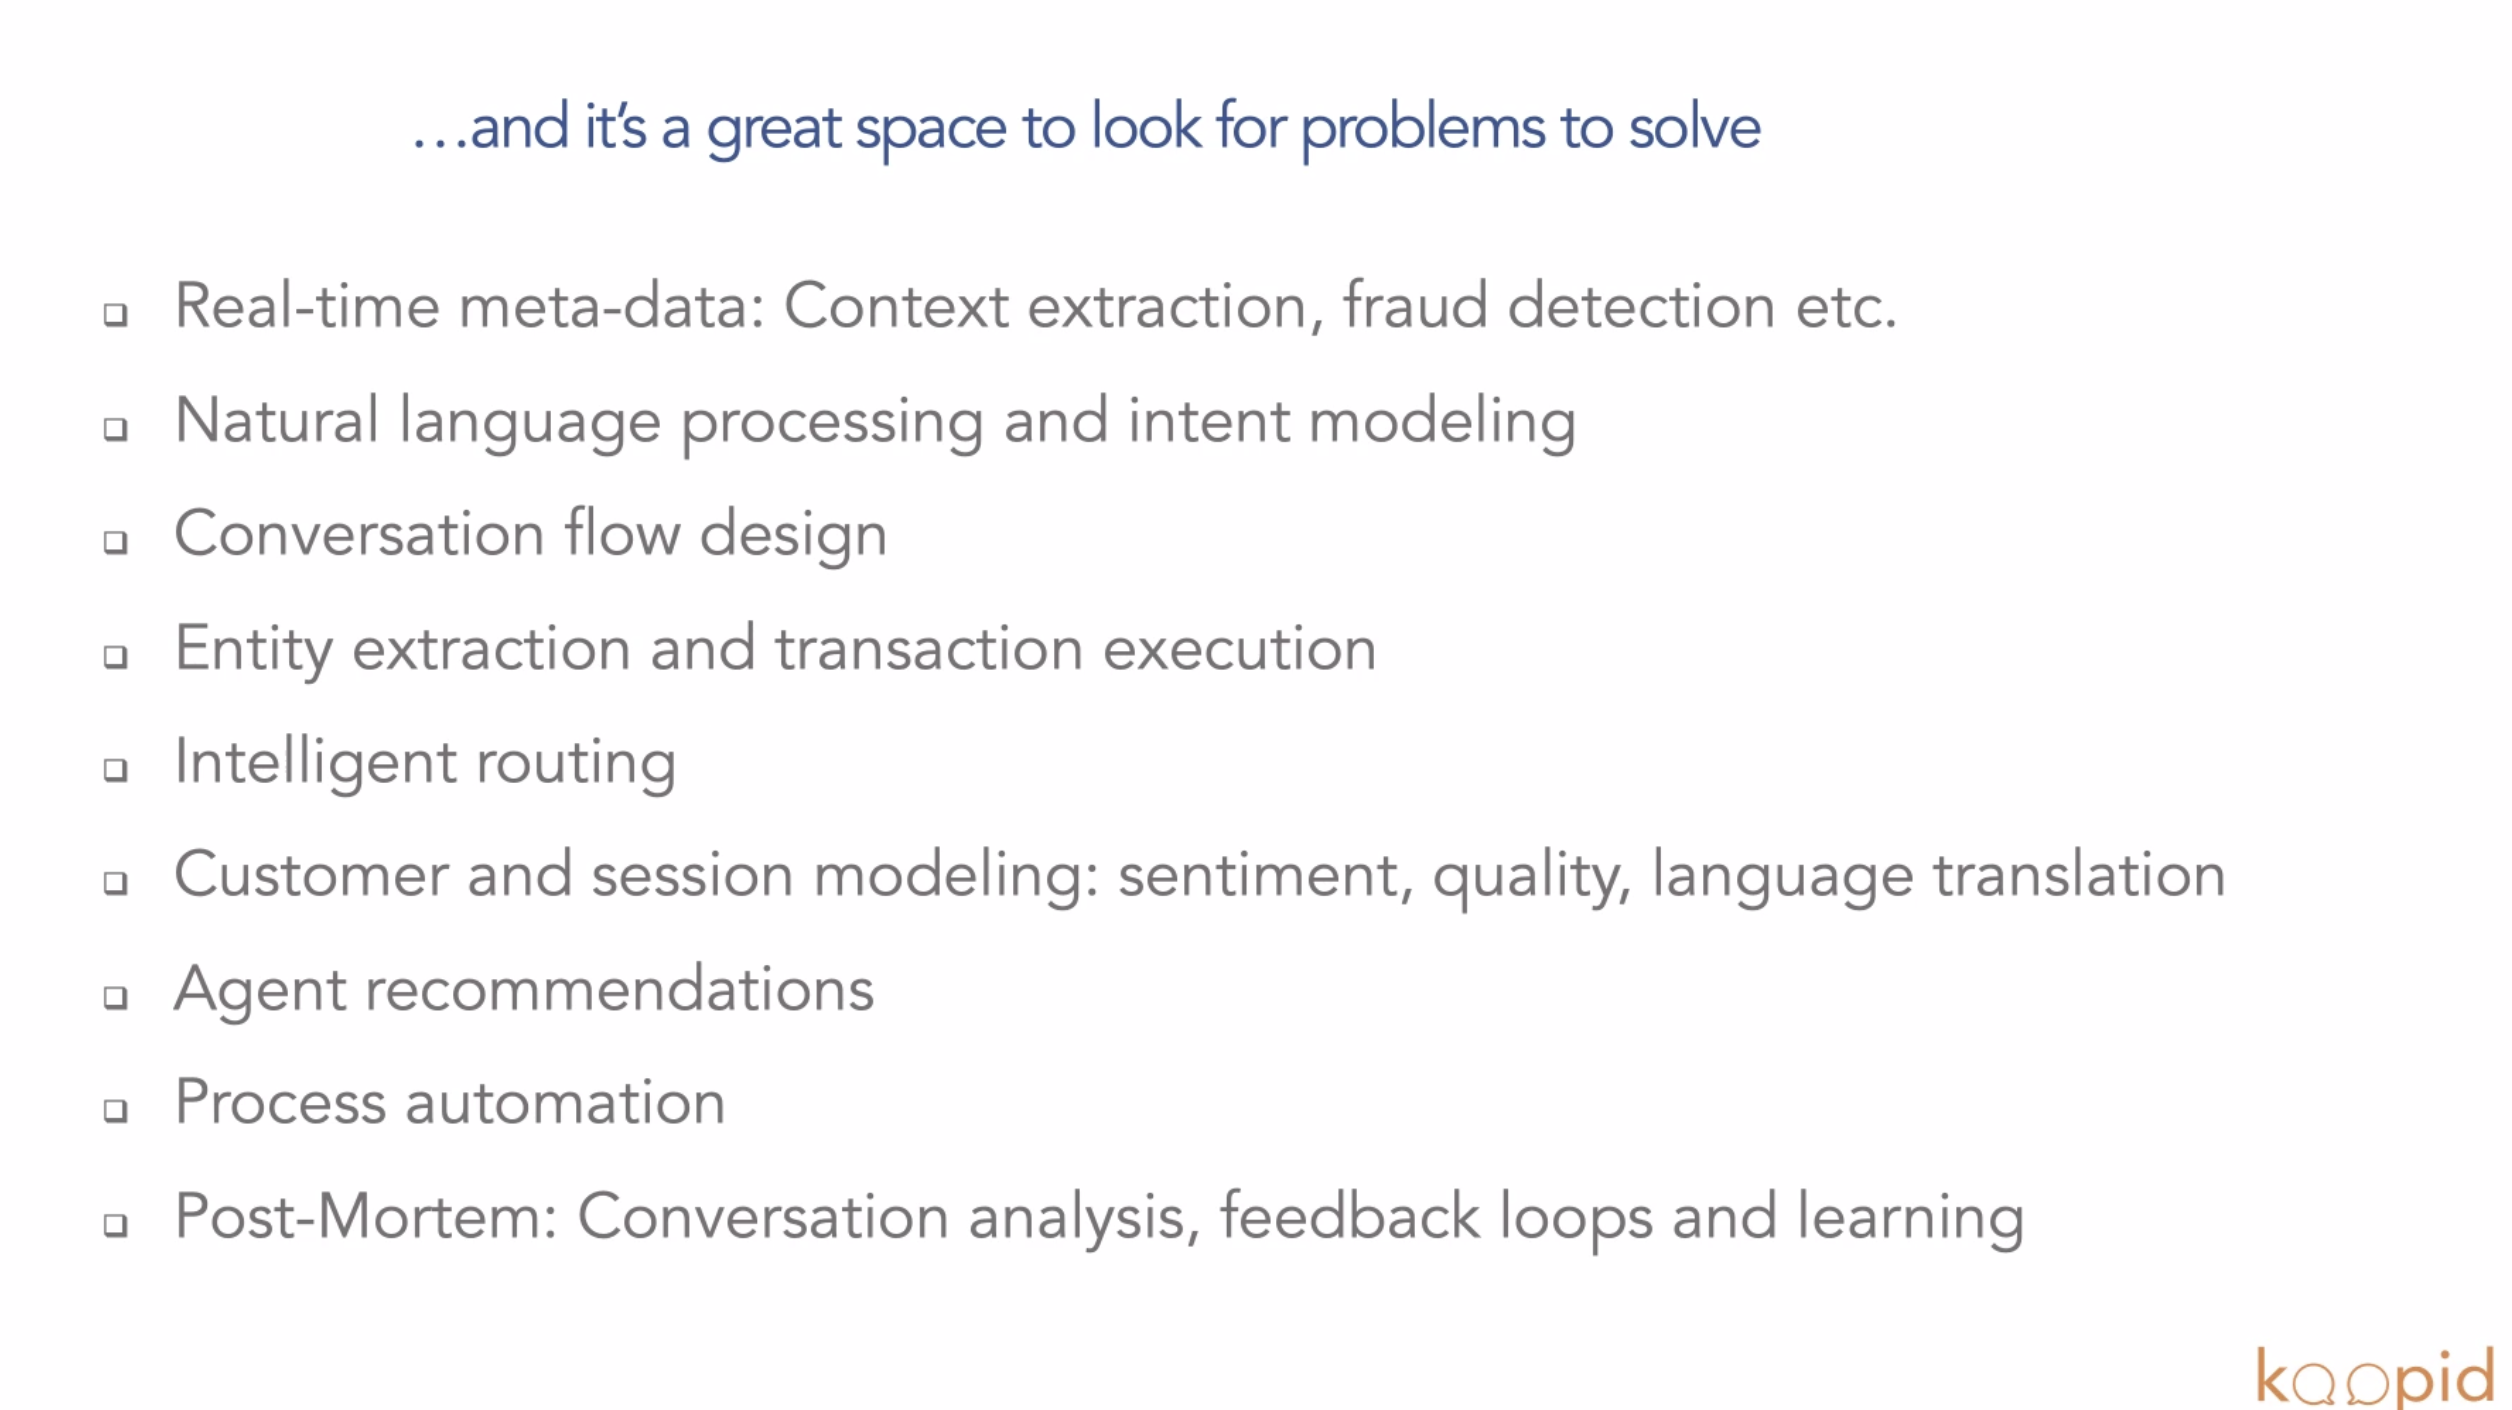 ...and it's a great space to look for problems to solve
Real-time meta-data: Context extraction, fraud detection etc.
Natural language processing and intent modeling
Conversation flow design
Entity extraction and transaction execution
Intelligent routing
Customer and session modeling: sentiment, quality, language translation
Agent recommendations
Process automation
Post-Mortem: Conversation analysis, feedback loops and learning
koopid